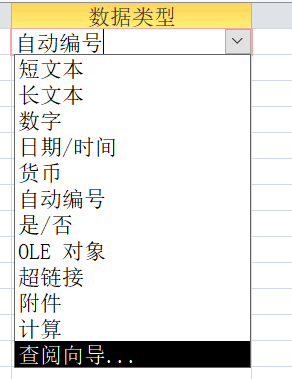 数据类型
自动编号
短文本
长文本
数字
日期/时间
货币
自动编号
是/否
OLE 对象
超链接
附件
计算
查阅向导...